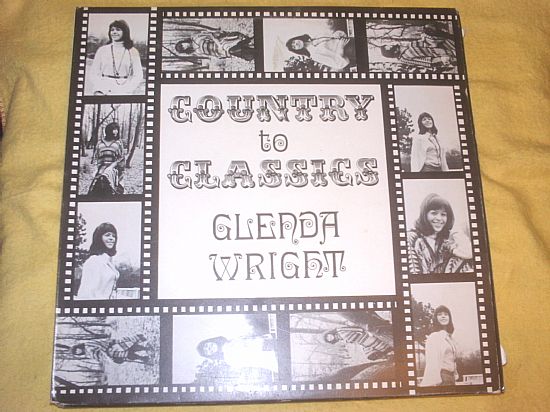 COUNTRY
to
CLASSICS
GLENDA
WRIGHT